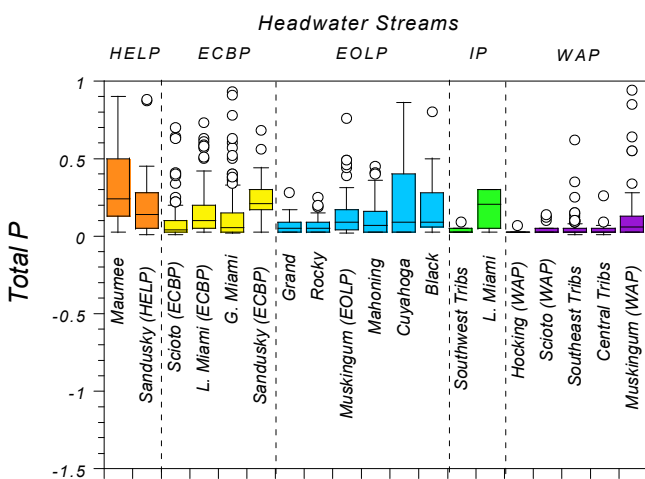 Headwater Streams
HELP ECBP EOLP IP WAP
Total P
1
0.5
0
-0.5
-1
-1.5
Maumee
Sandusky (HELP)
Scioto (ECBP)
L. Miami (ECBP)
G. Miami
Sandusky (ECBP)
Grand
Rocky
Muskingum (EOLP)
Mahoning
Cuyahoga
Black
Southwest Tribs
L. Miami
Hocking (WAP)
Scioto (WAP)
Southeast Tribs
Central Tribs
Muskingum (WAP)